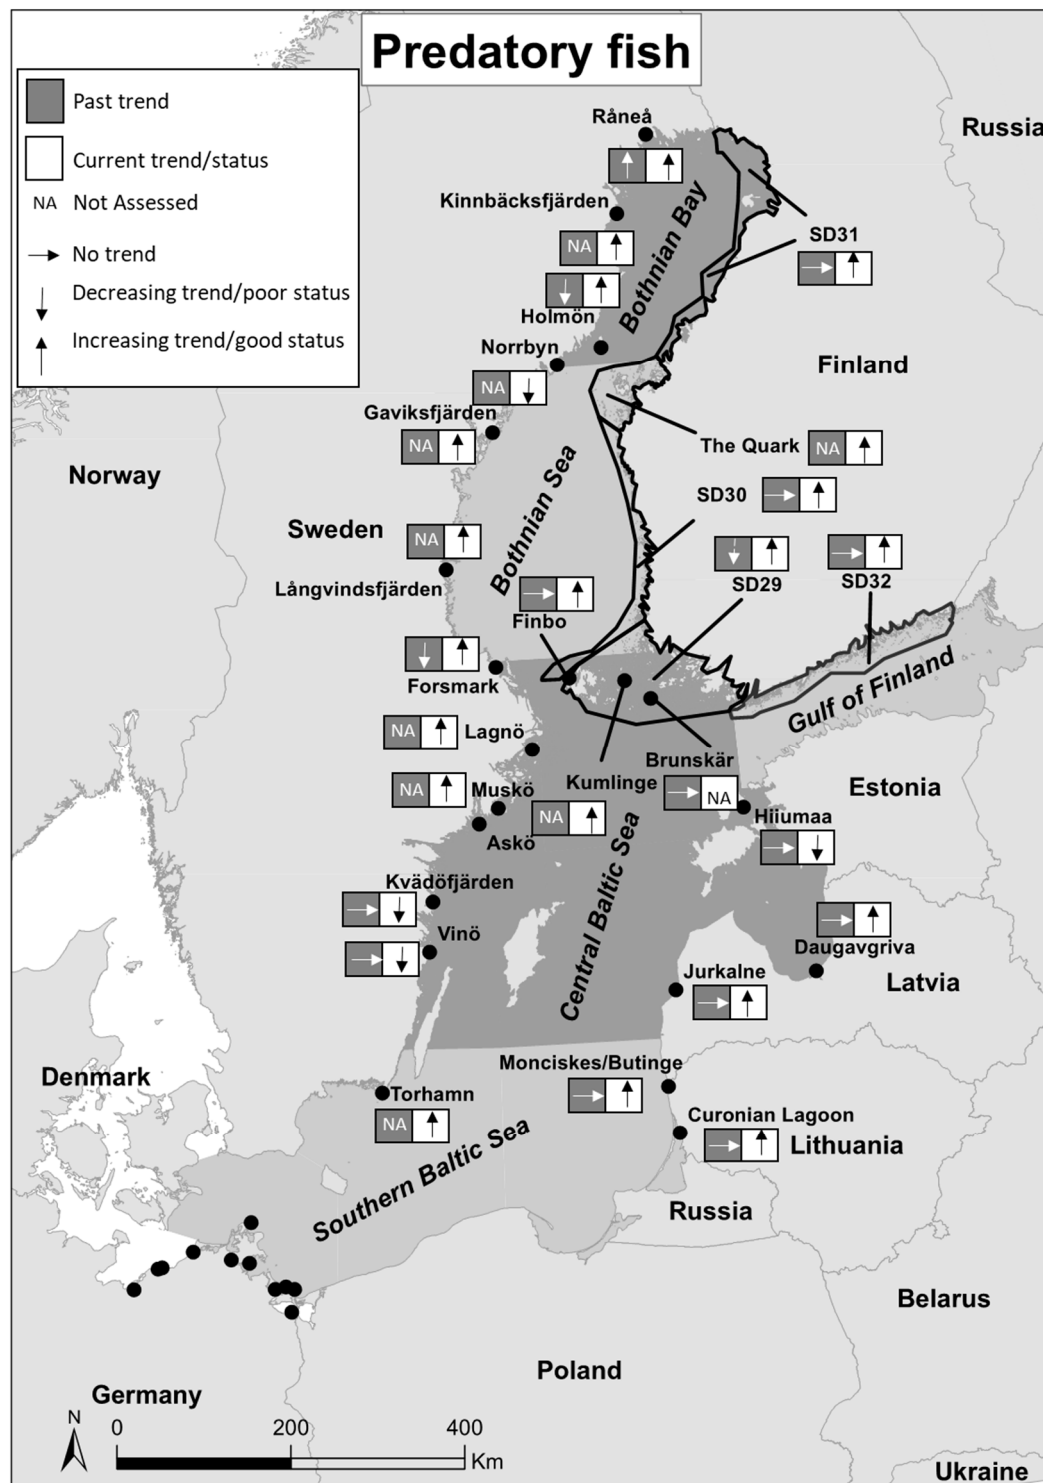 Predatory fish
Past trend
Current trend/status
NA Not Assessed
No trend
Decreasing trend/poor status
Increasing trend/good status
Russia
Råneå
Kinnbäcksfjärden
NA
Holmön
Bothnian Bay
SD31
Norrbyn
NA
Finland
Gaviksfjärden
NA
The Quark
NA
Norway
SD30
Sweden
NA
Bothnian Sea
Långvindsfjärden
SD29
SD32
Finbo
Forsmark
Gulf of Finland
NA
Lagnö
Brunskär
NA
Kumlinge
NA
NA
Muskö
Askö
Estonia
Hiiumaa
Kvädöfjärden
Vinö
Central Baltic Sea
Daugavgriva
Jurkalne
Latvia
Monciskes/Butinge
Denmark
Torhamn
NA
Curonian Lagoon
Lithuania
Southern Baltic Sea
Russia
Belarus
Poland
Germany
N
0 200 400
Km
Ukraine